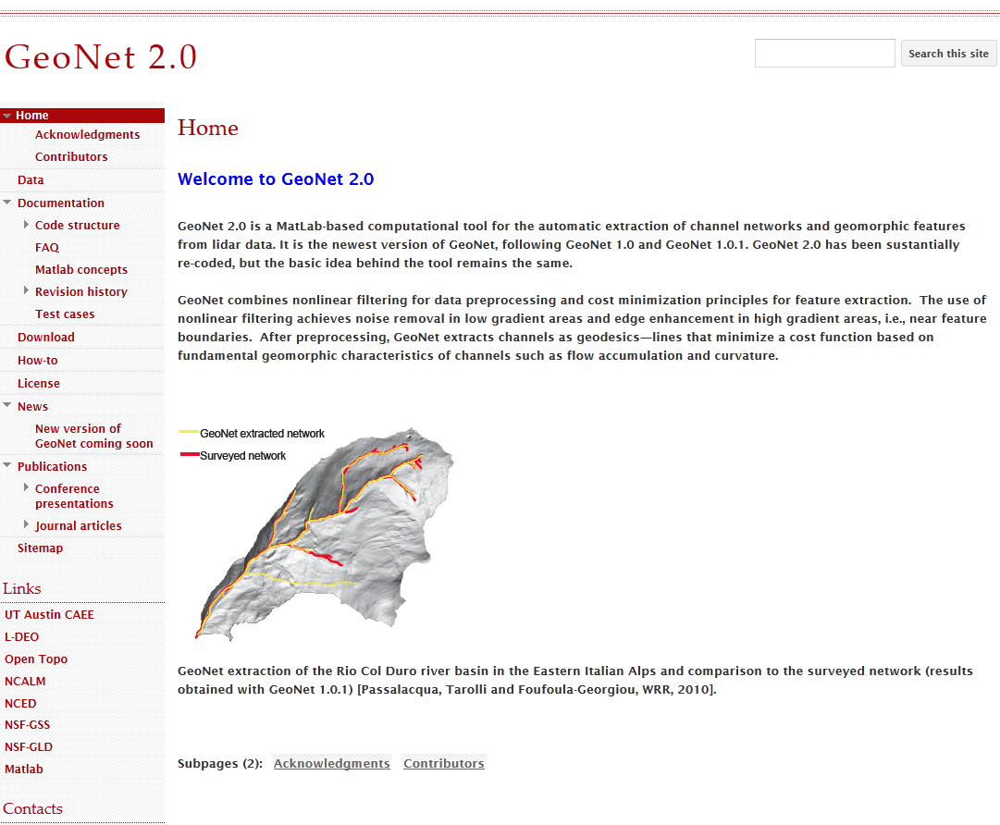 GeoNet 2.0
Search this site
Home
Acknowledgments
Contributors
Data
Documentation
Code structure
FAQ
Matlab concepts
Revision history
Test cases
Download
How-to
License
News
New version of
GeoNet coming soon
Publications
Conference
presentations
Journal articles
Sitemap
Links
UT Austin CAEE
L-DEO
Open Topo
NCALM
NCED
NSF-GSS
NSF-GLD
Matlab
Contacts
Home
Welcome to GeoNet 2.0
GeoNet 2.0 is a MatLab-based computational tool for the automatic extraction of channel networks and geomorphic features
from lidar data. It is the newest version of GeoNet, following GeoNet 1.0 and GeoNet 1.0.1. GeoNet 2.0 has been sustantially
re-coded, but the basic idea behind the tool remains the same.
GeoNet combines nonlinear filtering for data preprocessing and cost minimization principles for feature extraction.  The use of
nonlinear filtering achieves noise removal in low gradient areas and edge enhancement in high gradient areas, i.e., near feature
boundaries.  After preprocessing, GeoNet extracts channels as geodesics—lines that minimize a cost function based on
fundamental geomorphic characteristics of channels such as flow accumulation and curvature.
GeoNet extracted network
Surveyed network
GeoNet extraction of the Rio Col Duro river basin in the Eastern Italian Alps and comparison to the surveyed network (results
obtained with GeoNet 1.0.1) [Passalacqua, Tarolli and Foufoula-Georgiou, WRR, 2010].
Subpages (2): Acknowledgments Contributors